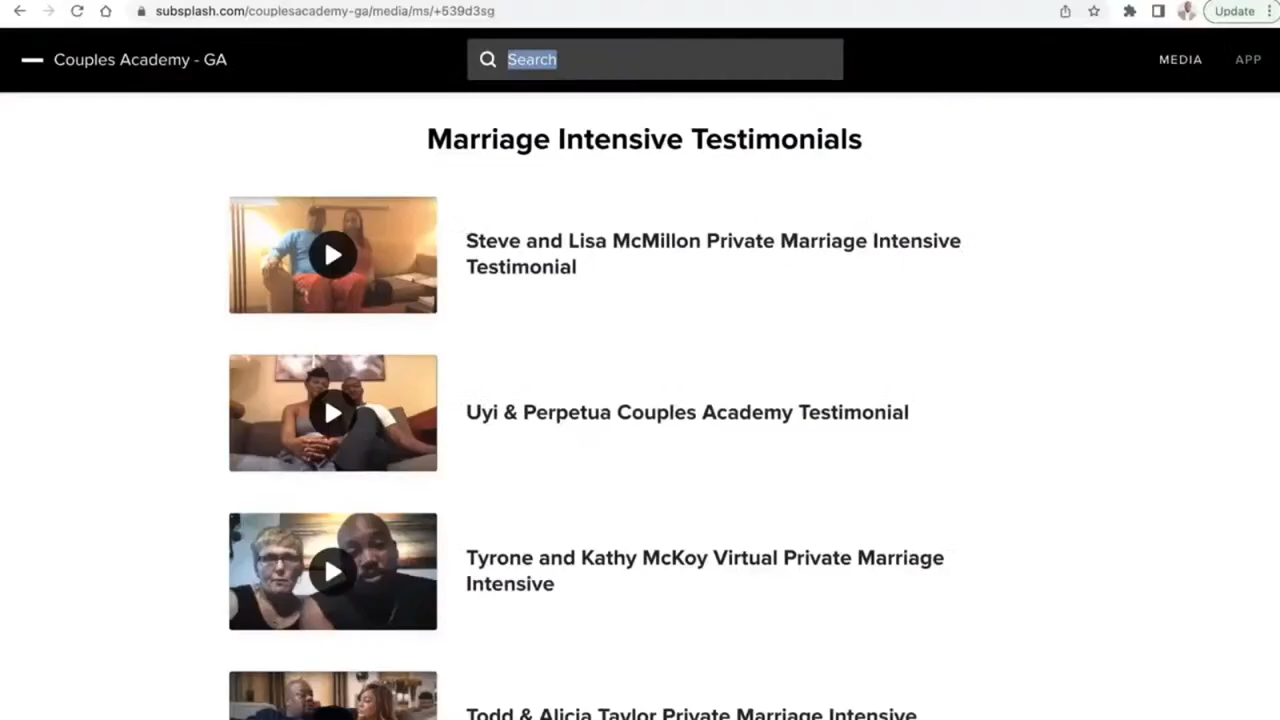 subsplash.com/couplesacademy-ga/media/ms/+539d3sg
Update
Couples Academy - GA
Search
MEDIA
APP
Marriage Intensive Testimonials
Steve and Lisa McMillon Private Marriage Intensive
Testimonial
Uyi & Perpetua Couples Academy Testimonial
Tyrone and Kathy McKoy Virtual Private Marriage
Intensive
Todd & Alicia Taylor Private Marriage Intensive